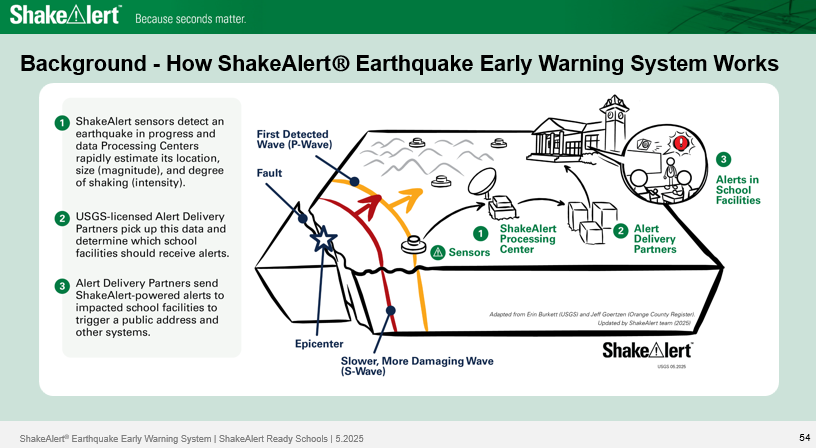 ShakeAlert™ Because seconds matter.
Background - How ShakeAlert® Earthquake Early Warning System Works
1 ShakeAlert sensors detect an
earthquake in progress and
data Processing Centers
rapidly estimate its location,
size (magnitude), and degree
of shaking (intensity).
2 USGS-licensed Alert Delivery
Partners pick up this data and
determine which school
facilities should receive alerts.
3 Alert Delivery Partners send
ShakeAlert-powered alerts to
impacted school facilities to
trigger a public address and
other systems.
First Detected
Wave (P-Wave)
Fault
3
Alerts in
School
Facilities
1 ShakeAlert
Processing
Center
2 Alert
Delivery
Partners
Sensors
Adapted from Erin Burkett (USGS) and Jeff Goertzen (Orange County Register).
Updated by ShakeAlert team (2025)
Epicenter
Slower, More Damaging Wave
(S-Wave)
ShakeAlert™
USGS 05.2025
ShakeAlert® Earthquake Early Warning System | ShakeAlert Ready Schools | 5.2025
54